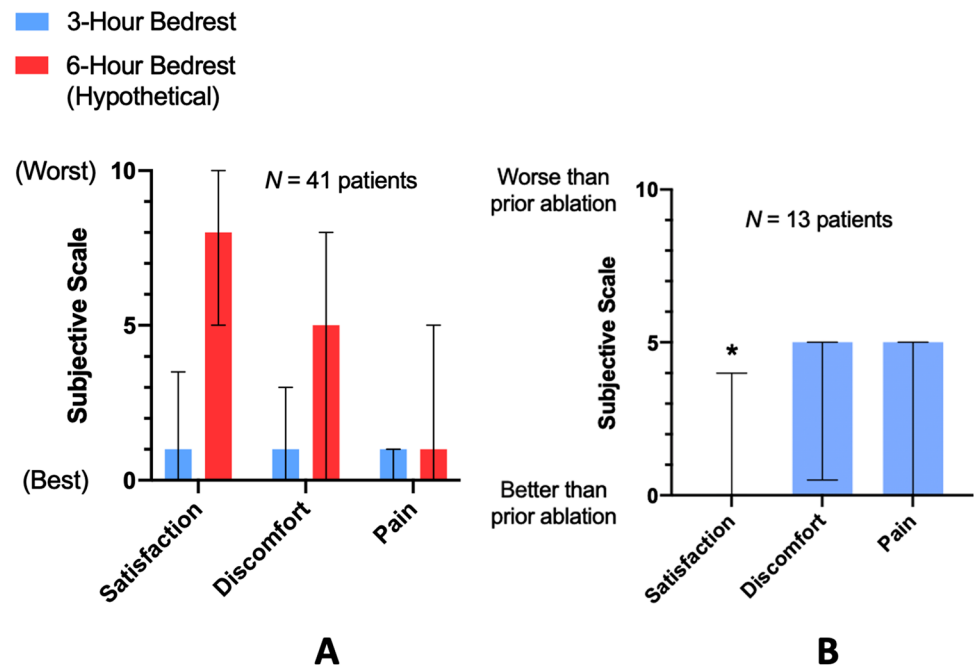 3-Hour Bedrest
6-Hour Bedrest
(Hypothetical)
(Worst)
10
N = 41 patients
Subjective Scale
5
(Best)
0
Satisfaction
Discomfort
Pain
A
Worse than
prior ablation
10
N = 13 patients
Subjective Scale
5
*
Better than
prior ablation
0
Satisfaction
Discomfort
Pain
B